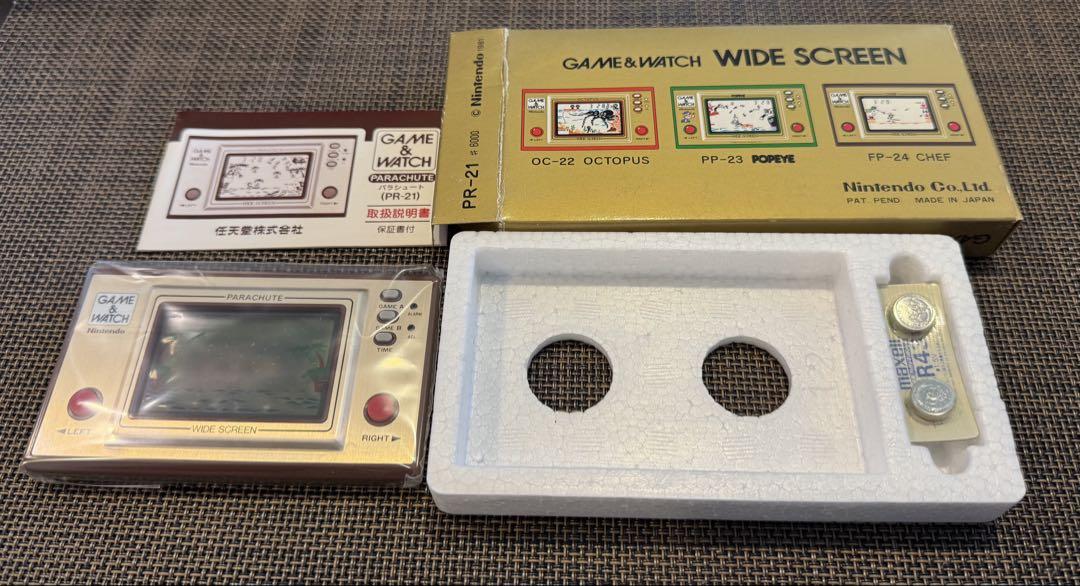 GAME&WATCH WIDE SCREEN
OC-22 OCTOPUS
PP-23 POPEYE
FP-24 CHEF
Nintendo Co.,Ltd.
PAT. PEND. MADE IN JAPAN
PR-21 ¥6000 © Nintendo 1981
GAME
&
WATCH
PARACHUTE
パラシュート
(PR-21)
取扱説明書
保証書付
任天堂株式会社
GAME
&
WATCH
Nintendo
PARACHUTE
GAME A
ALARM
GAME B
ACL
TIME
◀LEFT
WIDE SCREEN
RIGHT▶
maxell